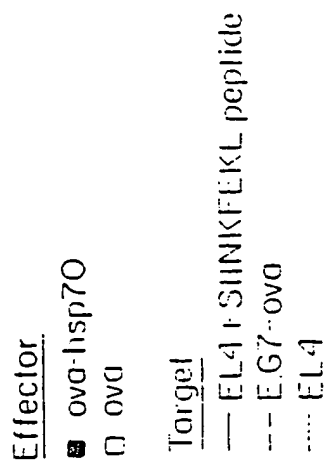 Effector
ova-hsp70
ova
Target
EL4 + SIINKFEKL peptide
E.G7-ova
EL4